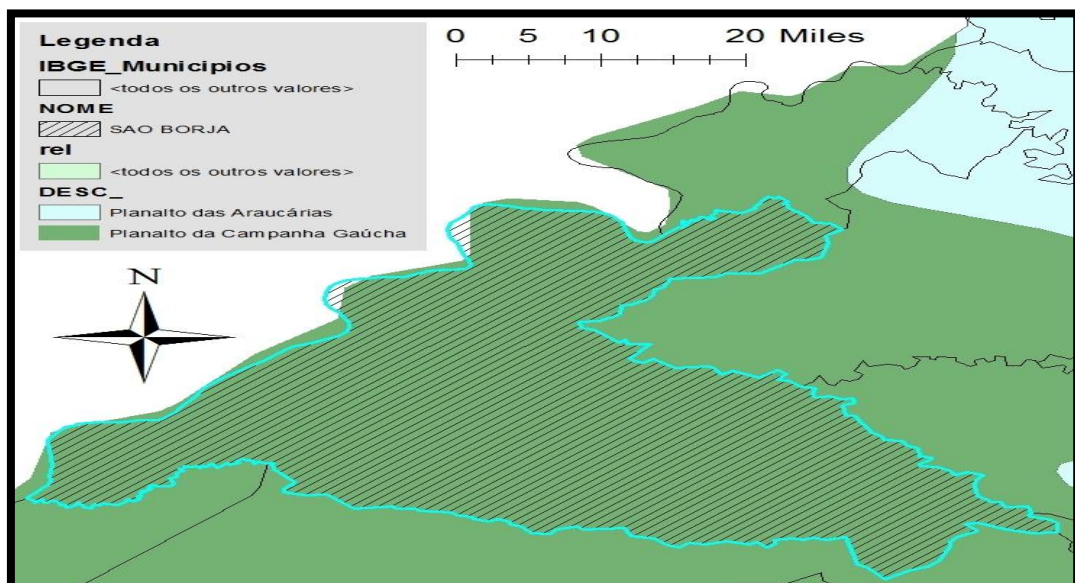 Legenda
IBGE_Municipios
<todos os outros valores>
NOME
SAO BORJA
rel
<todos os outros valores>
DESC_
Planalto das Araucárias
Planalto da Campanha Gaúcha
0 5 10 20 Miles
N